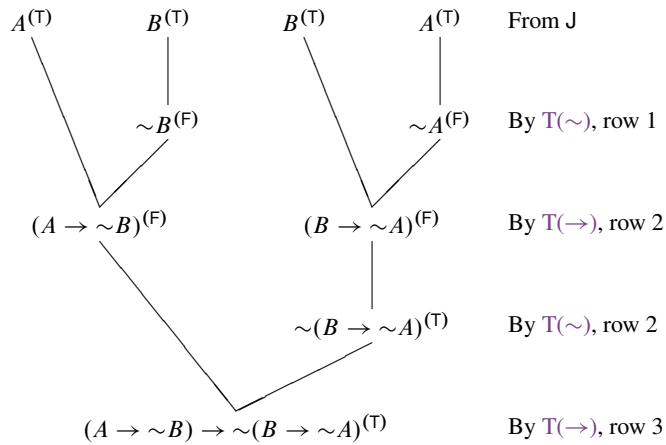 A(T) B(T) B(T) A(T) From J
∼B(F) ∼A(F) By T(∼), row 1
(A → ∼B)(F) (B → ∼A)(F) By T(→), row 2
∼(B → ∼A)(T) By T(∼), row 2
(A → ∼B) → ∼(B → ∼A)(T) By T(→), row 3